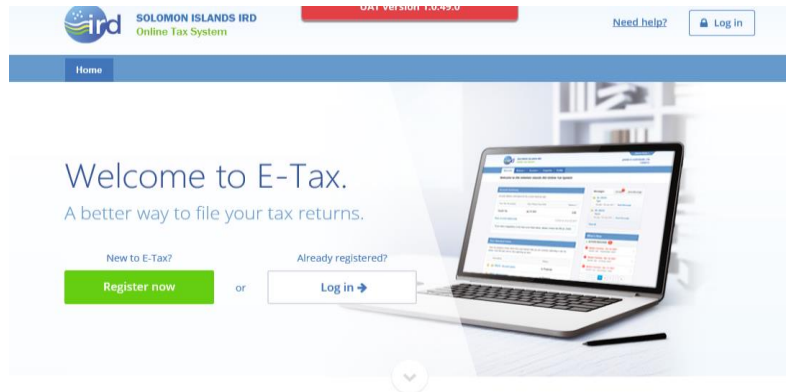 ird
SOLOMON ISLANDS IRD
Online Tax System
UAT Version 1.0.49.0
Need help?
Log in
Home
Welcome to E-Tax.
A better way to file your tax returns.
New to E-Tax?
Already registered?
Register now
or
Log in →